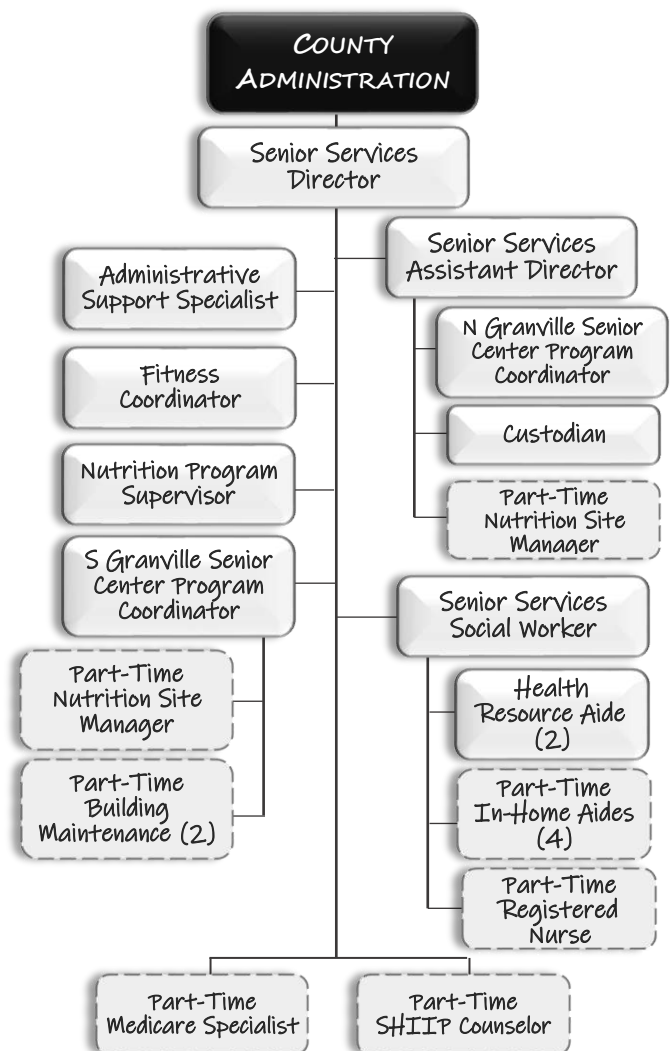 COUNTY
ADMINISTRATION
Senior Services
Director
Senior Services
Assistant Director
Administrative
Support Specialist
N Granville Senior
Center Program
Coordinator
Fitness
Coordinator
Custodian
Nutrition Program
Supervisor
Part-Time
Nutrition Site
Manager
S Granville Senior
Center Program
Coordinator
Senior Services
Social Worker
Part-Time
Nutrition Site
Manager
Health
Resource Aide
(2)
Part-Time
Building
Maintenance (2)
Part-Time
In-Home Aides
(4)
Part-Time
Registered
Nurse
Part-Time
Medicare Specialist
Part-Time
SHIIP Counselor